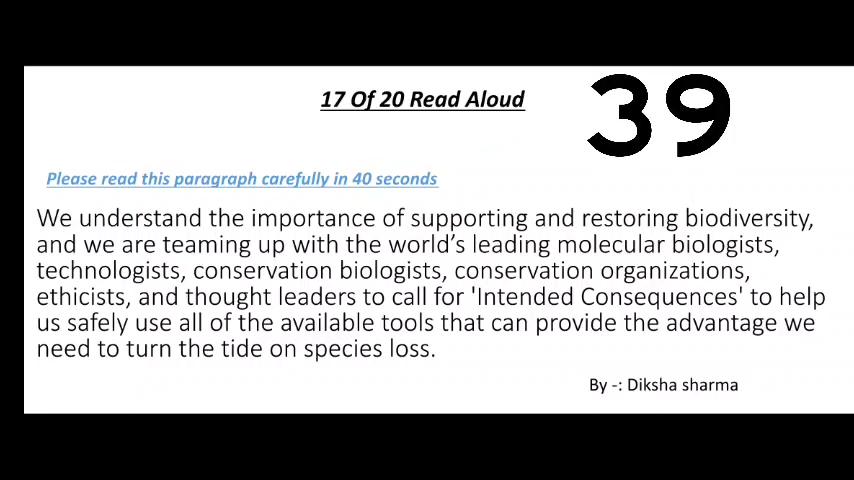 17 Of 20 Read Aloud
39
Please read this paragraph carefully in 40 seconds
We understand the importance of supporting and restoring biodiversity,
and we are teaming up with the world’s leading molecular biologists,
technologists, conservation biologists, conservation organizations,
ethicists, and thought leaders to call for 'Intended Consequences' to help
us safely use all of the available tools that can provide the advantage we
need to turn the tide on species loss.
By -: Diksha sharma